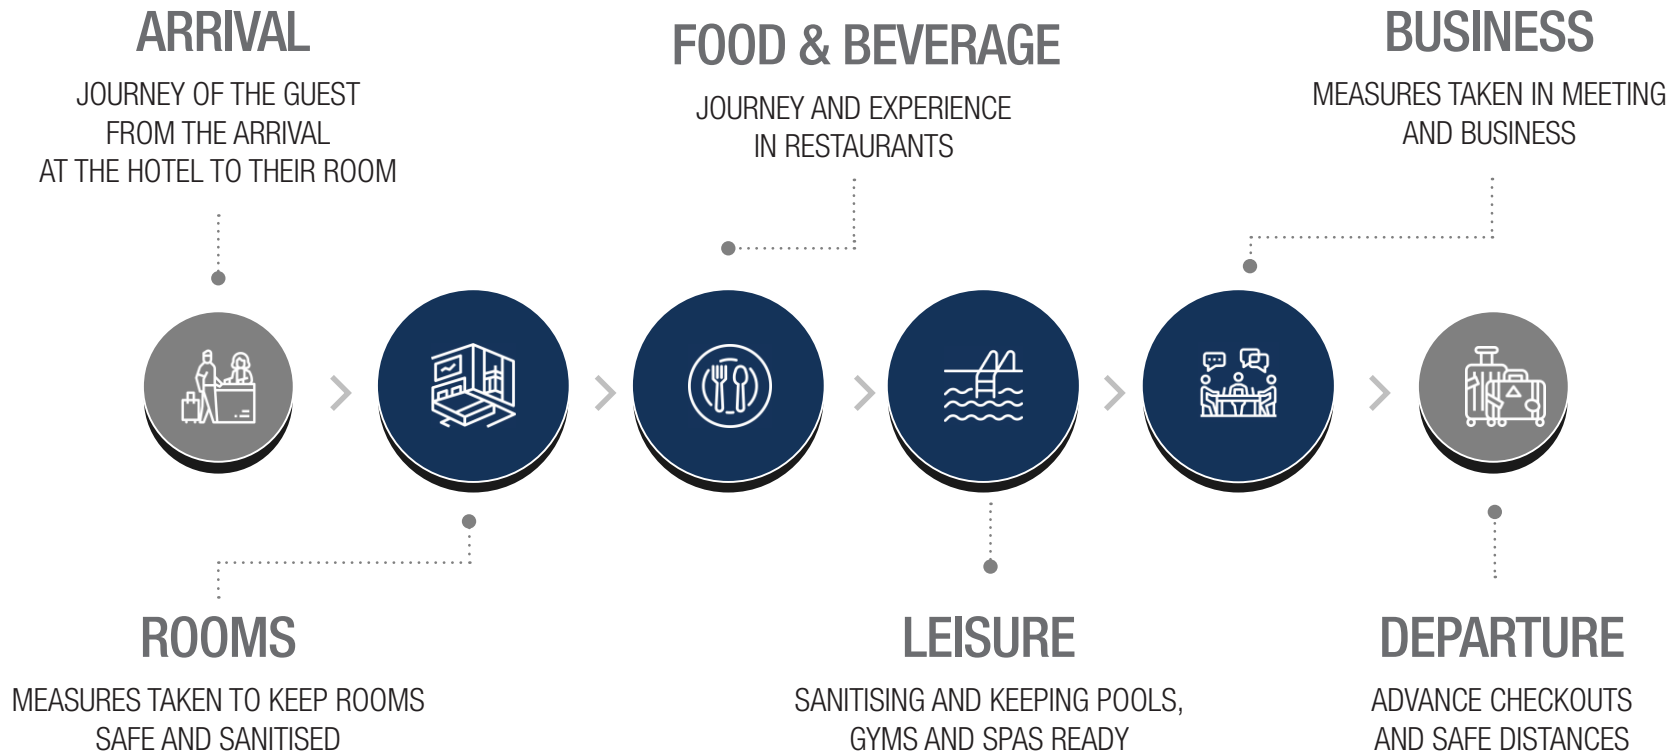 ARRIVAL
JOURNEY OF THE GUEST
FROM THE ARRIVAL
AT THE HOTEL TO THEIR ROOM
FOOD & BEVERAGE
JOURNEY AND EXPERIENCE
IN RESTAURANTS
BUSINESS
MEASURES TAKEN IN MEETING
AND BUSINESS
ROOMS
MEASURES TAKEN TO KEEP ROOMS
SAFE AND SANITISED
LEISURE
SANITISING AND KEEPING POOLS,
GYMS AND SPAS READY
DEPARTURE
ADVANCE CHECKOUTS
AND SAFE DISTANCES